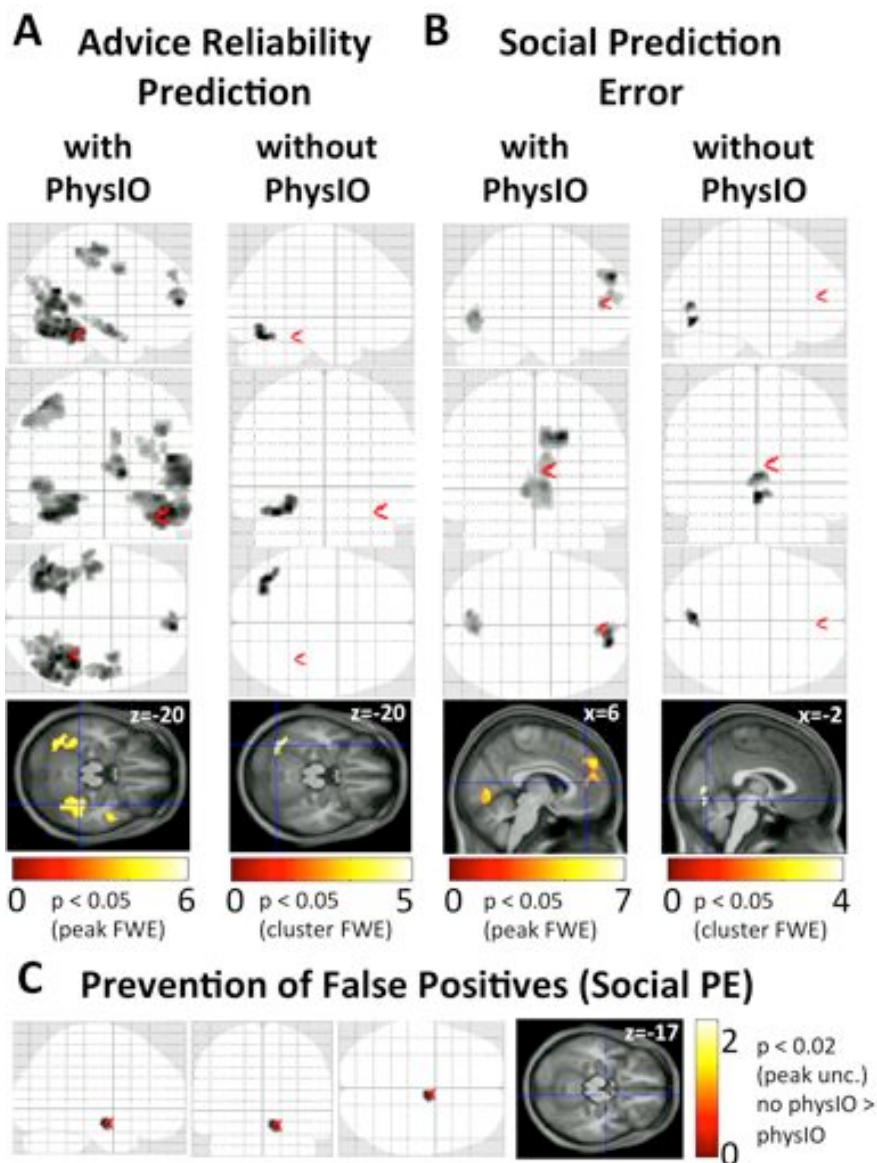 A Advice Reliability Prediction
B Social Prediction Error
with PhysIO
without PhysIO
with PhysIO
without PhysIO
z=-20
z=-20
x=6
x=-2
0 p < 0.05 6
(peak FWE)
0 p < 0.05 5
(cluster FWE)
0 p < 0.05 7
(peak FWE)
0 p < 0.05 4
(cluster FWE)
C Prevention of False Positives (Social PE)
z=-17
2
0
p < 0.02
(peak unc.)
no physIO >
physIO